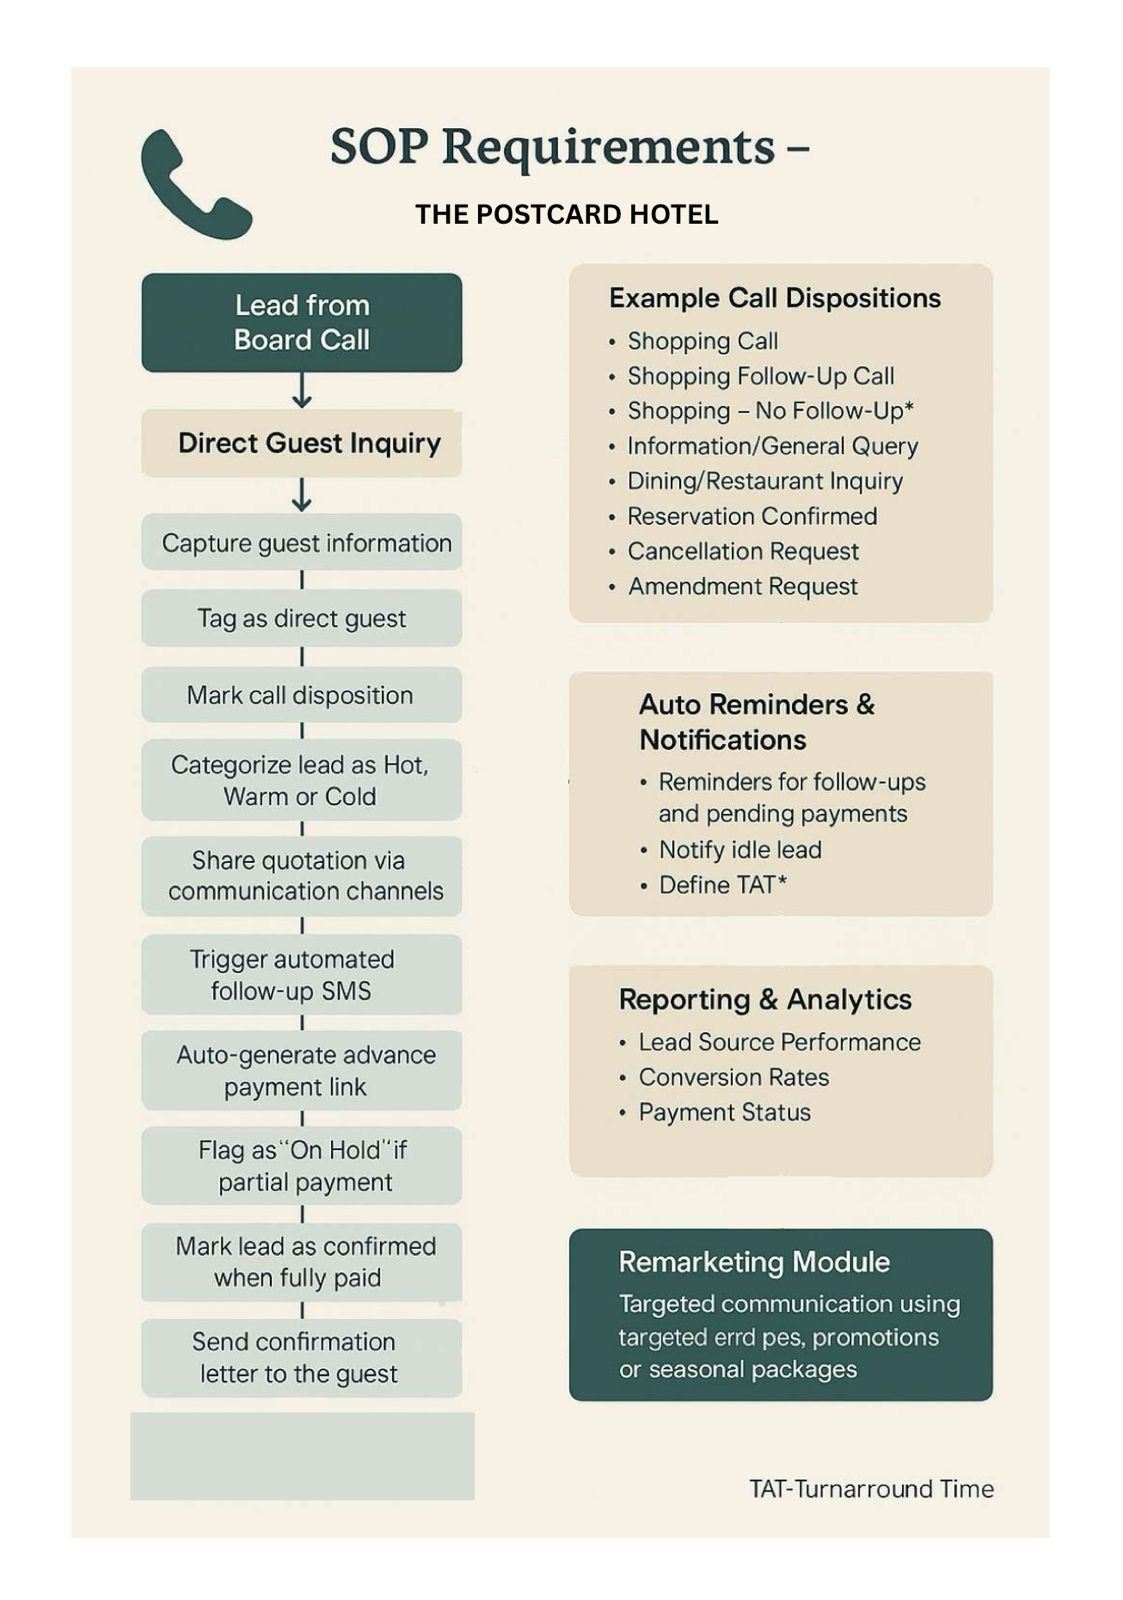 SOP Requirements –
THE POSTCARD HOTEL
Lead from
Board Call
Direct Guest Inquiry
Capture guest information
Tag as direct guest
Mark call disposition
Categorize lead as Hot,
Warm or Cold
Share quotation via
communication channels
Trigger automated
follow-up SMS
Auto-generate advance
payment link
Flag as “On Hold” if
partial payment
Mark lead as confirmed
when fully paid
Send confirmation
letter to the guest
Example Call Dispositions
• Shopping Call
• Shopping Follow-Up Call
• Shopping – No Follow-Up*
• Information/General Query
• Dining/Restaurant Inquiry
• Reservation Confirmed
• Cancellation Request
• Amendment Request
Auto Reminders &
Notifications
• Reminders for follow-ups
and pending payments
• Notify idle lead
• Define TAT*
Reporting & Analytics
• Lead Source Performance
• Conversion Rates
• Payment Status
Remarketing Module
Targeted communication using
targeted errd pes, promotions
or seasonal packages
TAT-Turnarround Time